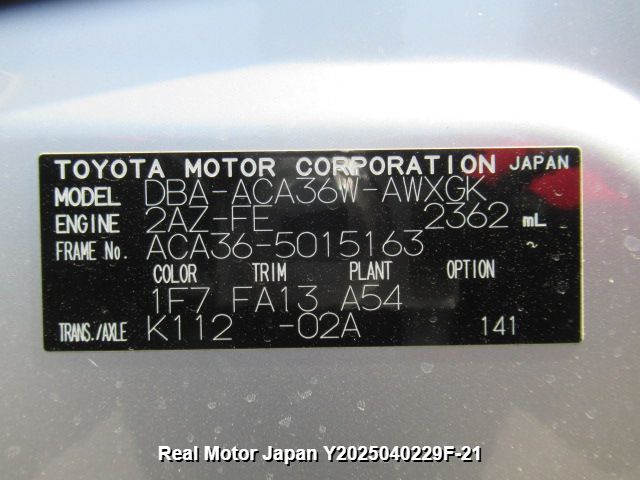 TOYOTA MOTOR CORPORATION JAPAN
MODEL DBA-ACA36W-AWXGK
ENGINE 2AZ-FE 2362 mL
FRAME No. ACA36-5015163 ~
COLOR TRIM PLANT OPTION
1F7 FA13 A54
TRANS./AXLE K112 -02A 141
Real Motor Japan Y2025040229F-21